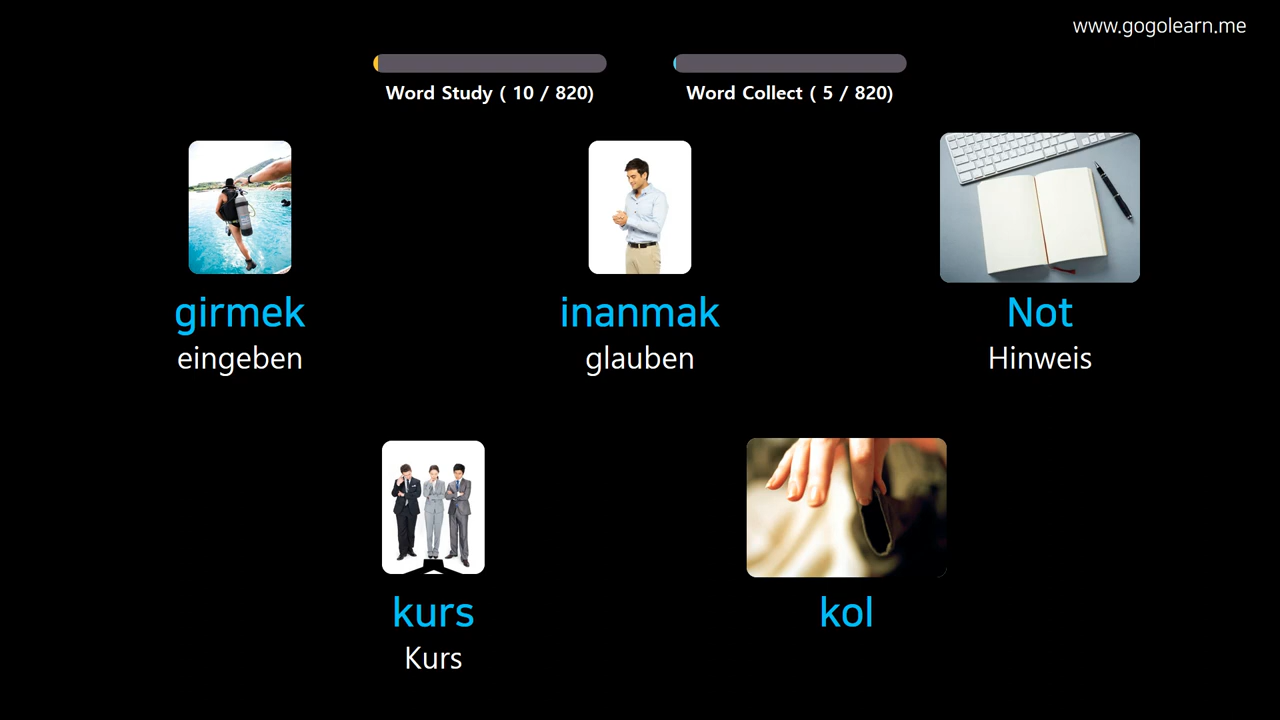 www.gogolearn.me
Word Study ( 10 / 820)
Word Collect ( 5 / 820)
girmek
eingeben
inanmak
glauben
Not
Hinweis
kurs
Kurs
kol